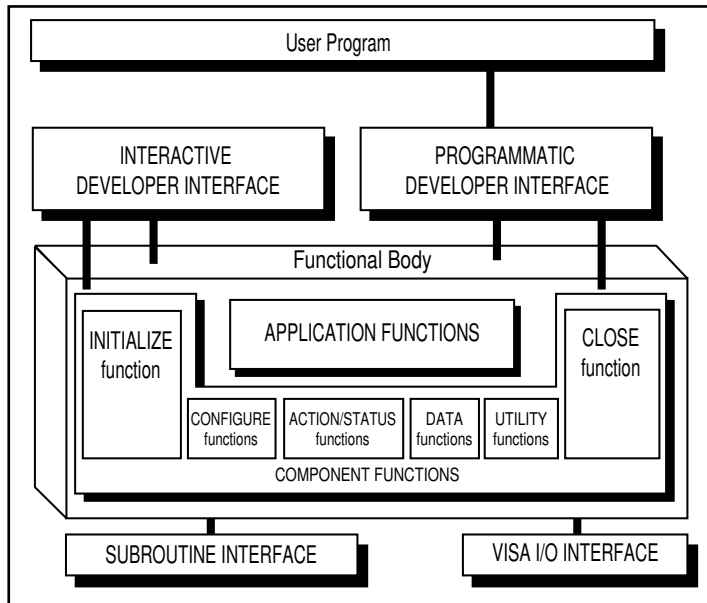 User Program
INTERACTIVE
DEVELOPER INTERFACE
PROGRAMMATIC
DEVELOPER INTERFACE
Functional Body
INITIALIZE
function
APPLICATION FUNCTIONS
CLOSE
function
CONFIGURE
functions
ACTION/STATUS
functions
DATA
functions
UTILITY
functions
COMPONENT FUNCTIONS
SUBROUTINE INTERFACE
VISA I/O INTERFACE